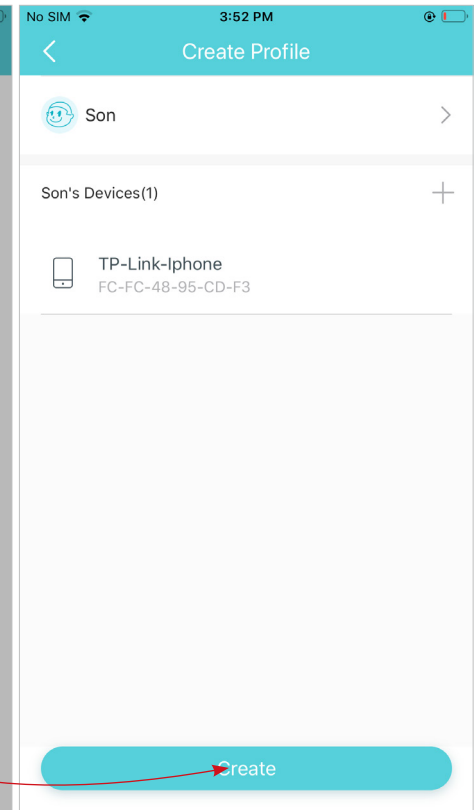 No SIM 3:52 PM
Create Profile
Son
Son's Devices(1)
TP-Link-Iphone
FC-FC-48-95-CD-F3
Create